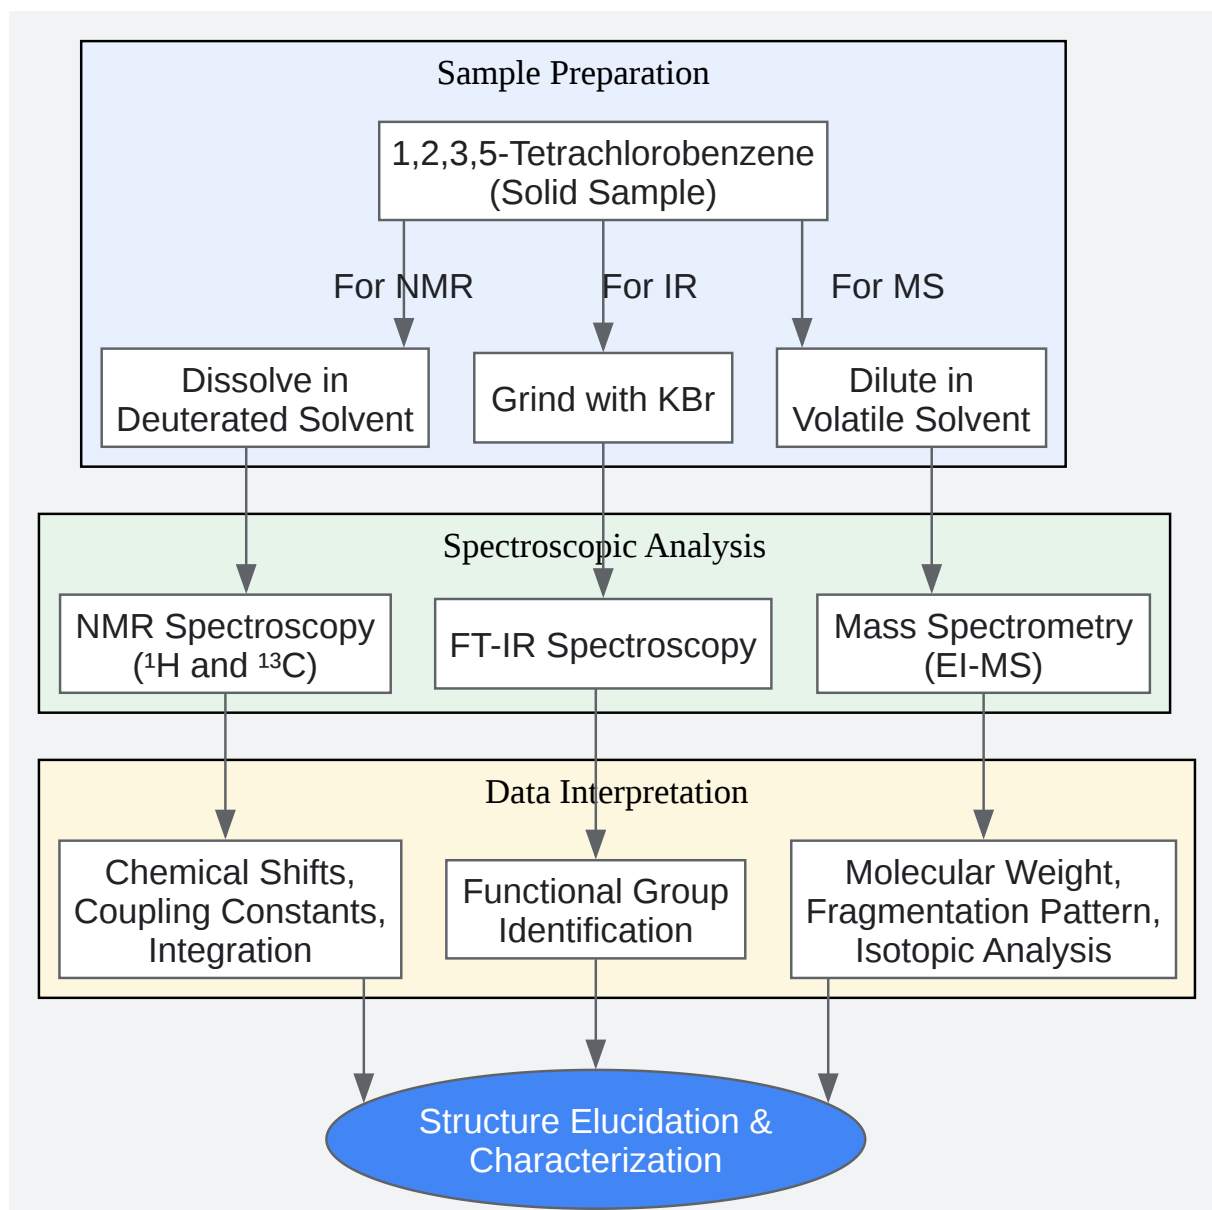 Sample Preparation
1,2,3,5-Tetrachlorobenzene
(Solid Sample)
For NMR
For IR
For MS
Dissolve in
Deuterated Solvent
Grind with KBr
Dilute in
Volatile Solvent
Spectroscopic Analysis
NMR Spectroscopy
(¹H and ¹³C)
FT-IR Spectroscopy
Mass Spectrometry
(EI-MS)
Data Interpretation
Chemical Shifts,
Coupling Constants,
Integration
Functional Group
Identification
Molecular Weight,
Fragmentation Pattern,
Isotopic Analysis
Structure Elucidation &
Characterization